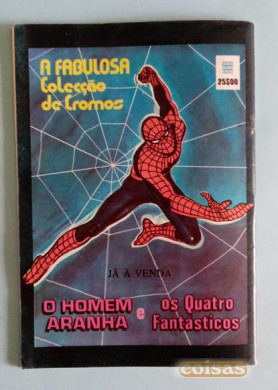 A FABULOSA
Colecção
de Cromos
25$00
JÁ À VENDA
O HOMEM
ARANHA
e
os Quatro
Fantásticos
coisas